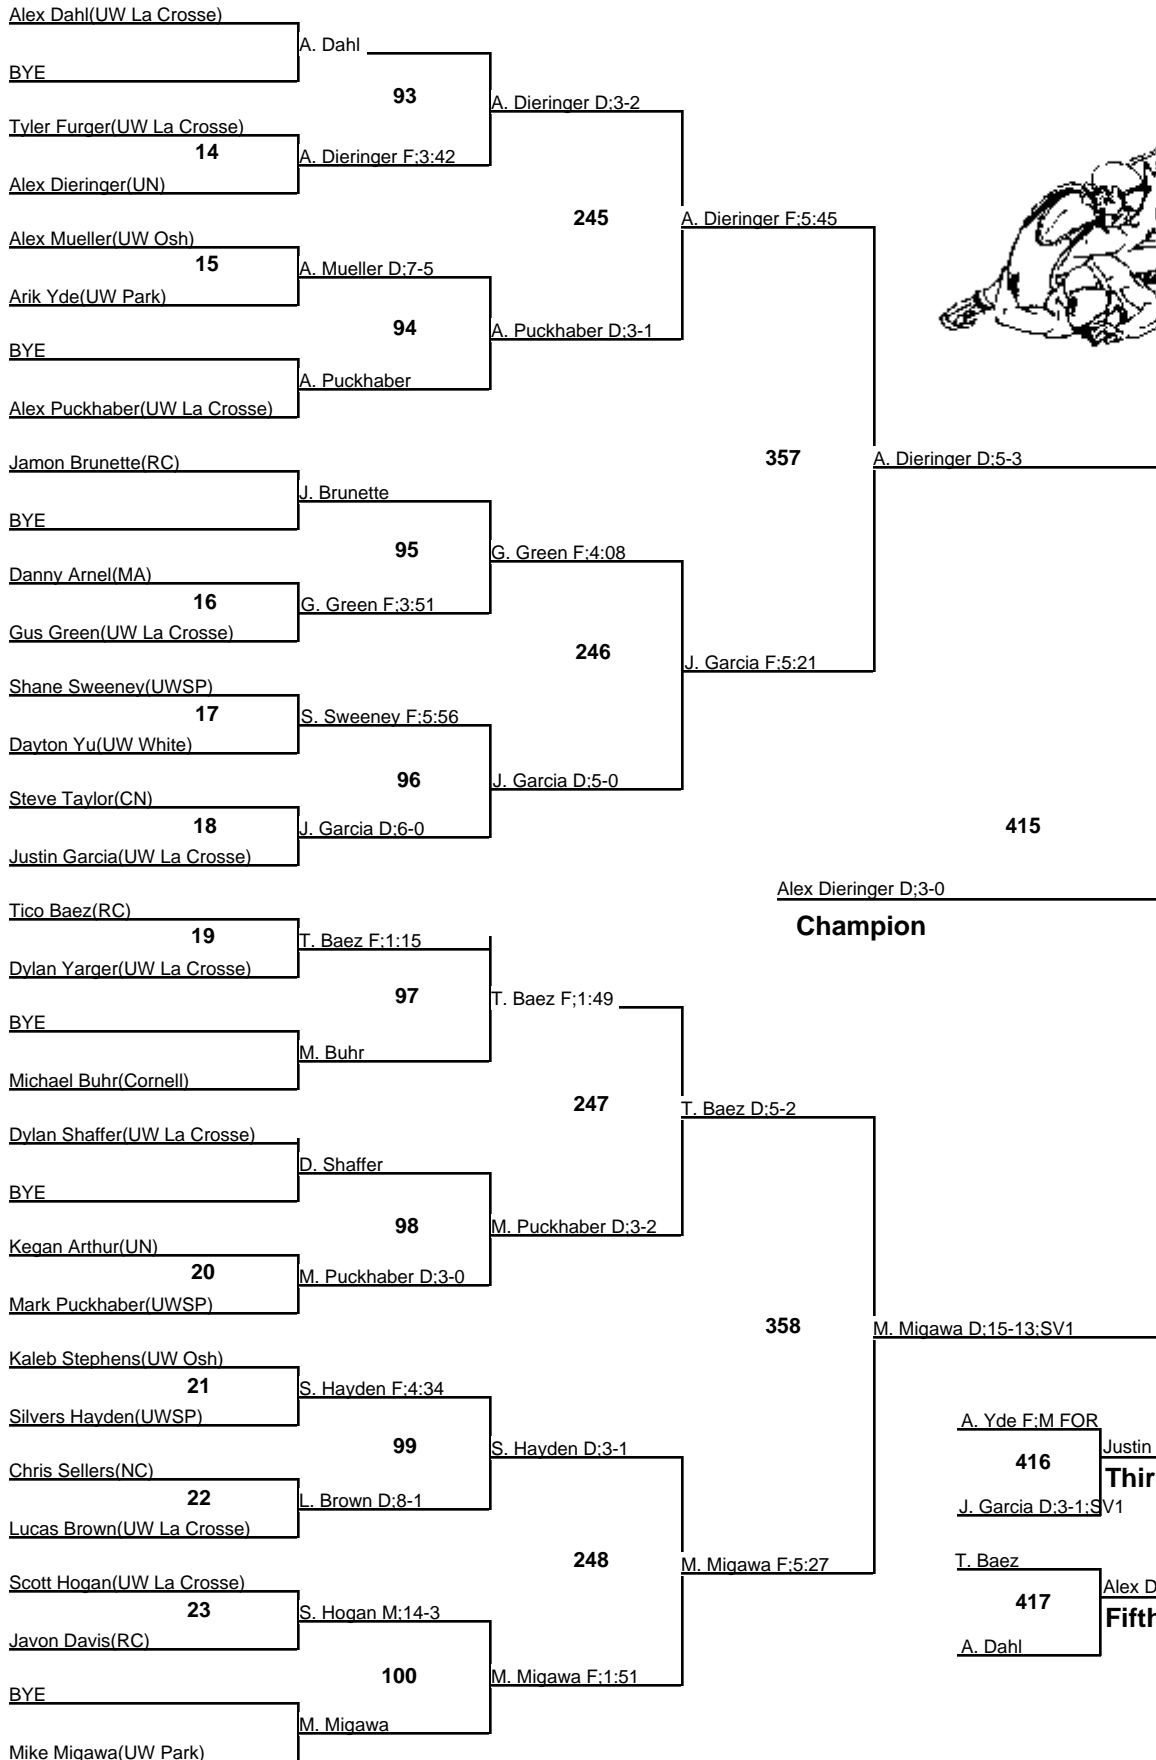 Alex Dahl(UW La Crosse)
A. Dahl
BYE
93
A. Dieringer D;3-2
Tyler Furger(UW La Crosse)
14
A. Dieringer F;3:42
Alex Dieringer(UN)
245
A. Dieringer F;5:45
Alex Mueller(UW Osh)
15
A. Mueller D;7-5
Arik Yde(UW Park)
94
A. Puckhaber D;3-1
BYE
A. Puckhaber
Alex Puckhaber(UW La Crosse)
357
A. Dieringer D;5-3
Jamon Brunette(RC)
J. Brunette
BYE
95
G. Green F;4:08
Danny Arnel(MA)
16
G. Green F;3:51
Gus Green(UW La Crosse)
246
J. Garcia F;5:21
Shane Sweeney(UWSP)
17
S. Sweeney F;5:56
Dayton Yu(UW White)
96
J. Garcia D;5-0
Steve Taylor(CN)
18
J. Garcia D;6-0
Justin Garcia(UW La Crosse)
415
Alex Dieringer D;3-0
Champion
Tico Baez(RC)
19
T. Baez F;1:15
Dylan Yarger(UW La Crosse)
97
T. Baez F;1:49
BYE
M. Buhr
Michael Buhr(Cornell)
247
T. Baez D;5-2
Dylan Shaffer(UW La Crosse)
D. Shaffer
BYE
98
M. Puckhaber D;3-2
Kegan Arthur(UN)
20
M. Puckhaber D;3-0
Mark Puckhaber(UWSP)
358
M. Migawa D;15-13;SV1
Kaleb Stephens(UW Osh)
21
S. Hayden F;4:34
Silvers Hayden(UWSP)
99
S. Hayden D;3-1
Chris Sellers(NC)
22
L. Brown D;8-1
Lucas Brown(UW La Crosse)
248
M. Migawa F;5:27
Scott Hogan(UW La Crosse)
23
S. Hogan M;14-3
Javon Davis(RC)
100
M. Migawa F;1:51
BYE
M. Migawa
Mike Migawa(UW Park)
A. Yde F;M FOR
416
Justin
Thir
J. Garcia D;3-1;SV1
T. Baez
417
Alex D
Fifth
A. Dahl